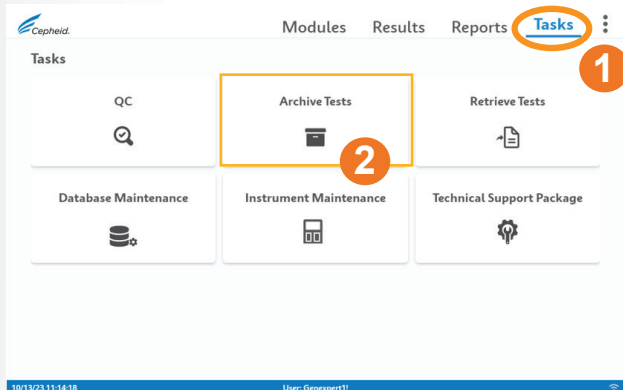 Cepheid.
Modules Results Reports Tasks
1
Tasks
QC Archive Tests Retrieve Tests
2
Database Maintenance Instrument Maintenance Technical Support Package
10/13/23 11:14:18 User: Genexpert1!